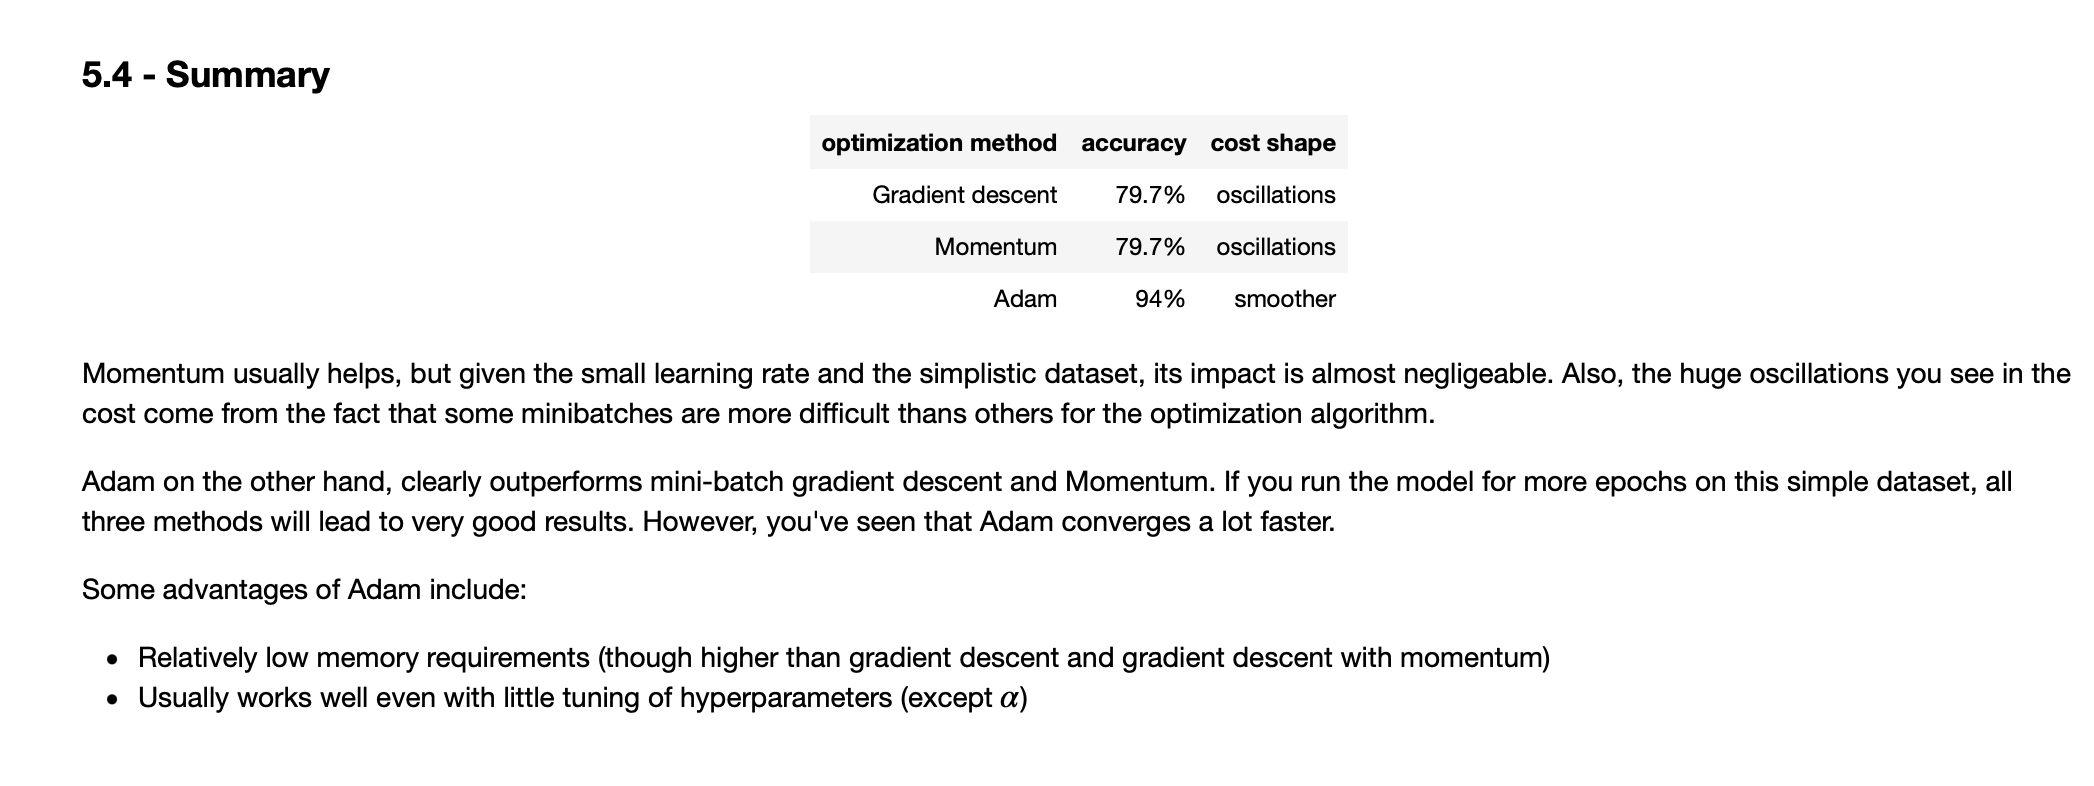 5.4 - Summary
optimization method accuracy cost shape
Gradient descent 79.7% oscillations
Momentum 79.7% oscillations
Adam 94% smoother
Momentum usually helps, but given the small learning rate and the simplistic dataset, its impact is almost negligeable. Also, the huge oscillations you see in the
cost come from the fact that some minibatches are more difficult thans others for the optimization algorithm.
Adam on the other hand, clearly outperforms mini-batch gradient descent and Momentum. If you run the model for more epochs on this simple dataset, all
three methods will lead to very good results. However, you've seen that Adam converges a lot faster.
Some advantages of Adam include:
• Relatively low memory requirements (though higher than gradient descent and gradient descent with momentum)
• Usually works well even with little tuning of hyperparameters (except α)